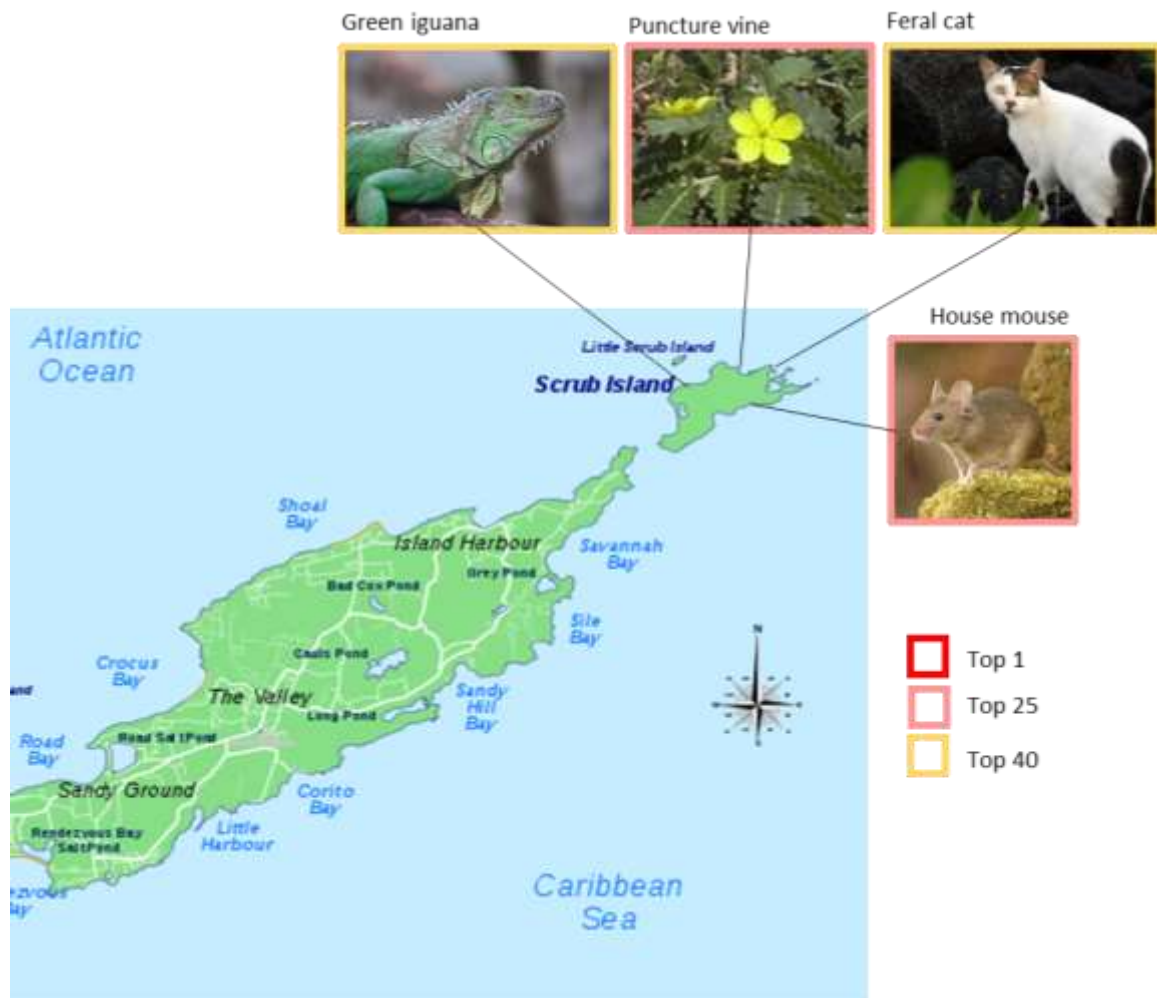 Green iguana
Puncture vine
Feral cat
House mouse
Atlantic
Ocean
Little Scrub Island
Scrub Island
Shoal
Bay
Island Harbour
Savannah
Bay
Bad Cox Pond
Grey Pond
Sile
Bay
Cauls Pond
Crocus
Bay
The Valley
Sandy
Hill
Bay
Long Pond
Road Salt Pond
Road
Bay
Sandy Ground
Corito
Bay
Little
Harbour
Rendezvous Bay
Salt Pond
Bay
Caribbean
Sea
N
Top 1
Top 25
Top 40